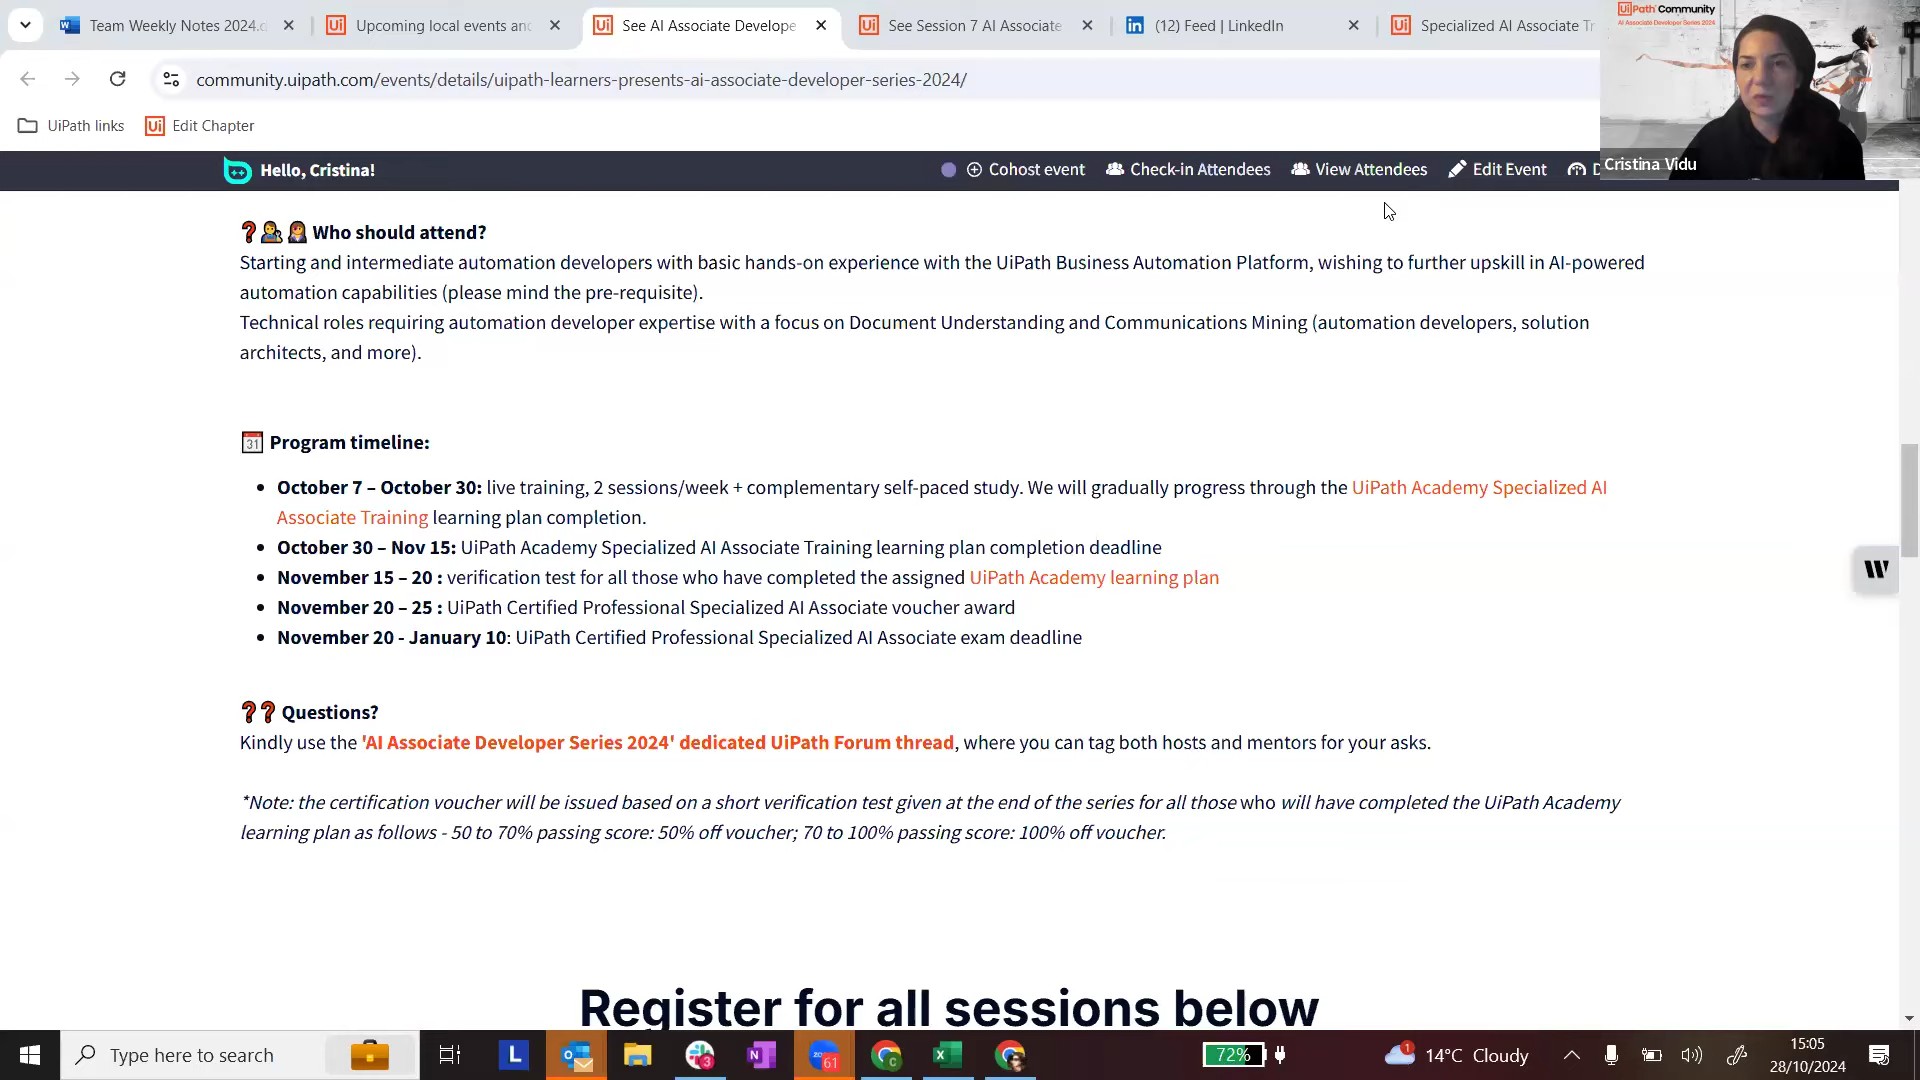 Team Weekly Notes 2024.
Upcoming local events and
See AI Associate Develope
See Session 7 AI Associate
(12) Feed | LinkedIn
Specialized AI Associate Tr
UiPath Community
AI Associate Developer Series 2024
community.uipath.com/events/details/uipath-learners-presents-ai-associate-developer-series-2024/
UiPath links
Edit Chapter
Cristina Vidu
Hello, Cristina!
Cohost event
Check-in Attendees
View Attendees
Edit Event
D
Who should attend?
Starting and intermediate automation developers with basic hands-on experience with the UiPath Business Automation Platform, wishing to further upskill in AI-powered
automation capabilities (please mind the pre-requisite).
Technical roles requiring automation developer expertise with a focus on Document Understanding and Communications Mining (automation developers, solution
architects, and more).
31 Program timeline:
• October 7 – October 30: live training, 2 sessions/week + complementary self-paced study. We will gradually progress through the UiPath Academy Specialized AI
Associate Training learning plan completion.
• October 30 – Nov 15: UiPath Academy Specialized AI Associate Training learning plan completion deadline
• November 15 – 20 : verification test for all those who have completed the assigned UiPath Academy learning plan
• November 20 – 25 : UiPath Certified Professional Specialized AI Associate voucher award
• November 20 - January 10: UiPath Certified Professional Specialized AI Associate exam deadline
❓❓ Questions?
Kindly use the 'AI Associate Developer Series 2024' dedicated UiPath Forum thread, where you can tag both hosts and mentors for your asks.
*Note: the certification voucher will be issued based on a short verification test given at the end of the series for all those who will have completed the UiPath Academy
learning plan as follows - 50 to 70% passing score: 50% off voucher; 70 to 100% passing score: 100% off voucher.
Register for all sessions below
Type here to search
72%
14°C Cloudy
15:05
28/10/2024